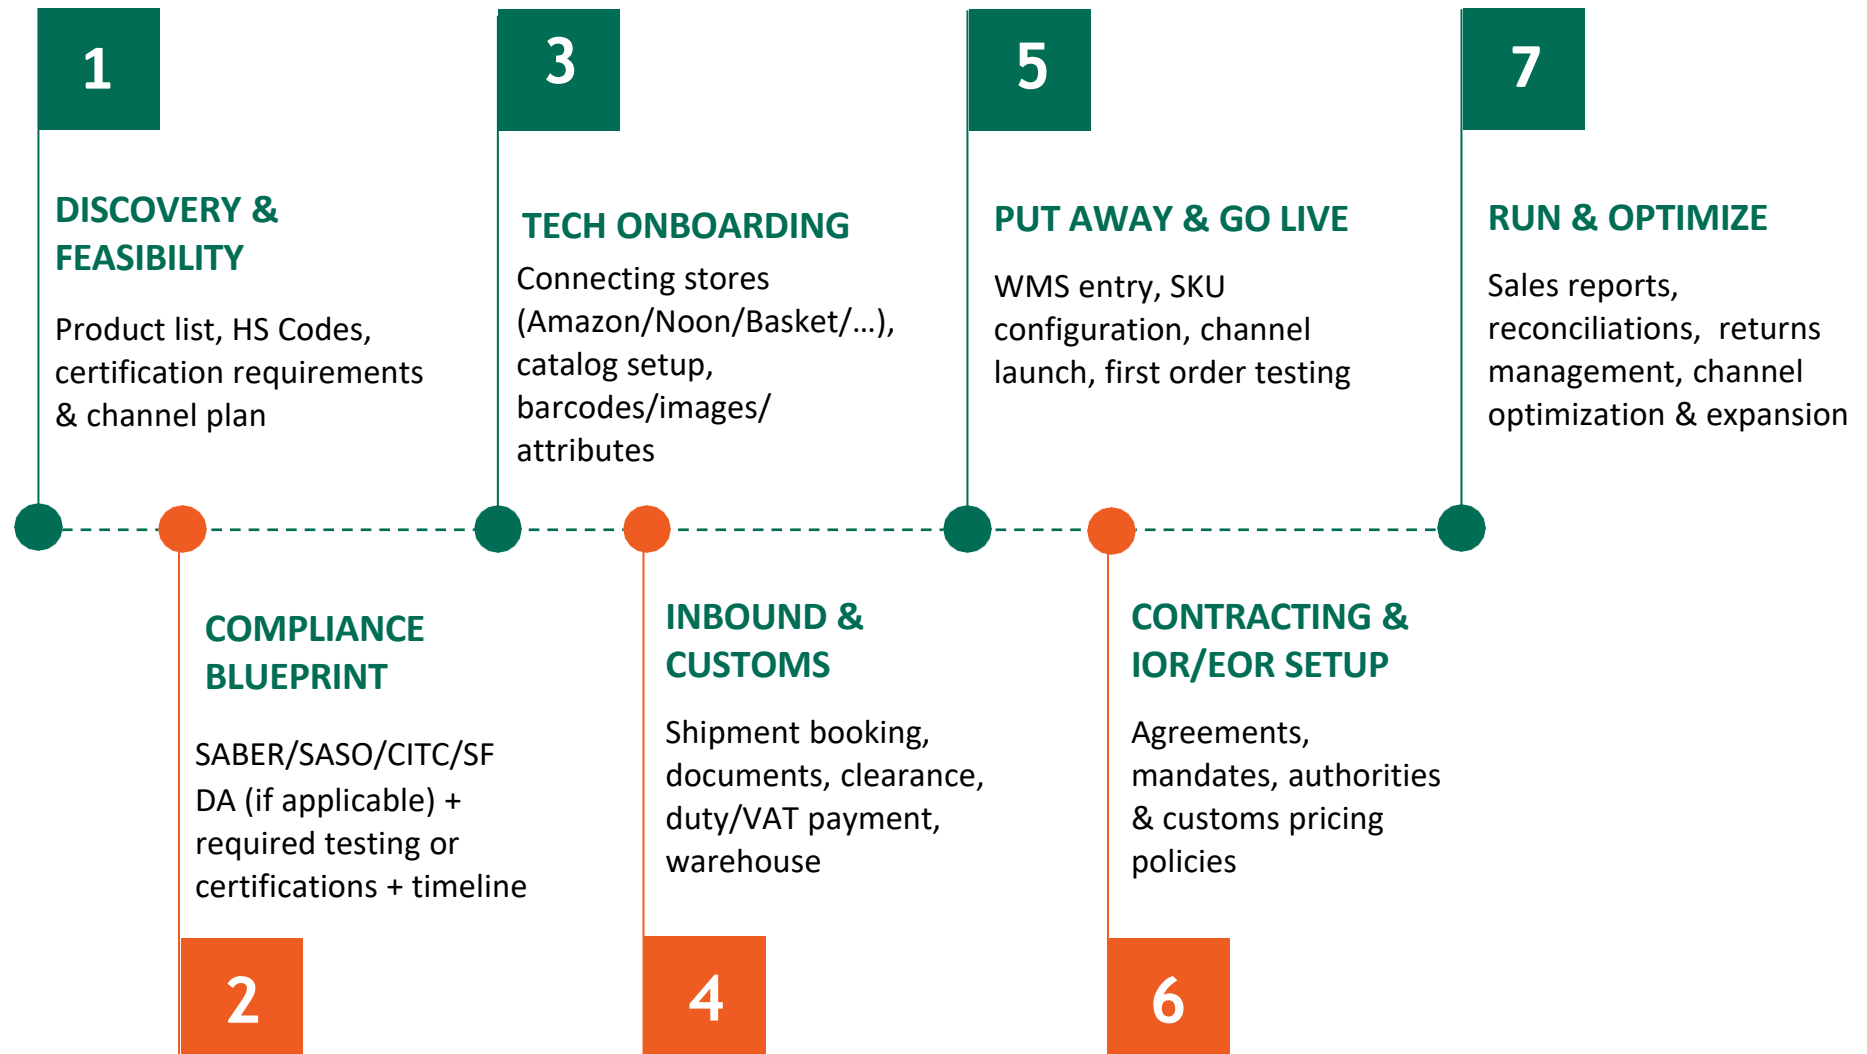 1
DISCOVERY &
FEASIBILITY
Product list, HS Codes,
certification requirements
& channel plan
2
COMPLIANCE
BLUEPRINT
SABER/SASO/CITC/SF
DA (if applicable) +
required testing or
certifications + timeline
3
TECH ONBOARDING
Connecting stores
(Amazon/Noon/Basket/…),
catalog setup,
barcodes/images/
attributes
4
INBOUND &
CUSTOMS
Shipment booking,
documents, clearance,
duty/VAT payment,
warehouse
5
PUT AWAY & GO LIVE
WMS entry, SKU
configuration, channel
launch, first order testing
6
CONTRACTING &
IOR/EOR SETUP
Agreements,
mandates, authorities
& customs pricing
policies
7
RUN & OPTIMIZE
Sales reports,
reconciliations,  returns
management, channel
optimization & expansion